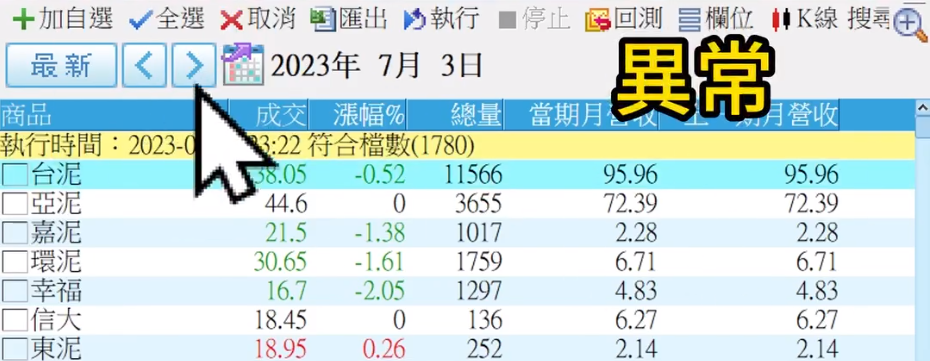 加自選 全選 取消 匯出 執行 停止 回測 欄位 K線 搜尋
最新 2023年 7月 3日
異常
商品 成交 漲幅% 總量 當期月營收 上一期月營收
執行時間：2023-0 3:22 符合檔數(1780)
台泥 38.05 -0.52 11566 95.96 95.96
亞泥 44.6 0 3655 72.39 72.39
嘉泥 21.5 -1.38 1017 2.28 2.28
環泥 30.65 -1.61 1759 6.71 6.71
幸福 16.7 -2.05 1297 4.83 4.83
信大 18.45 0 136 6.27 6.27
東泥 18.95 0.26 252 2.14 2.14